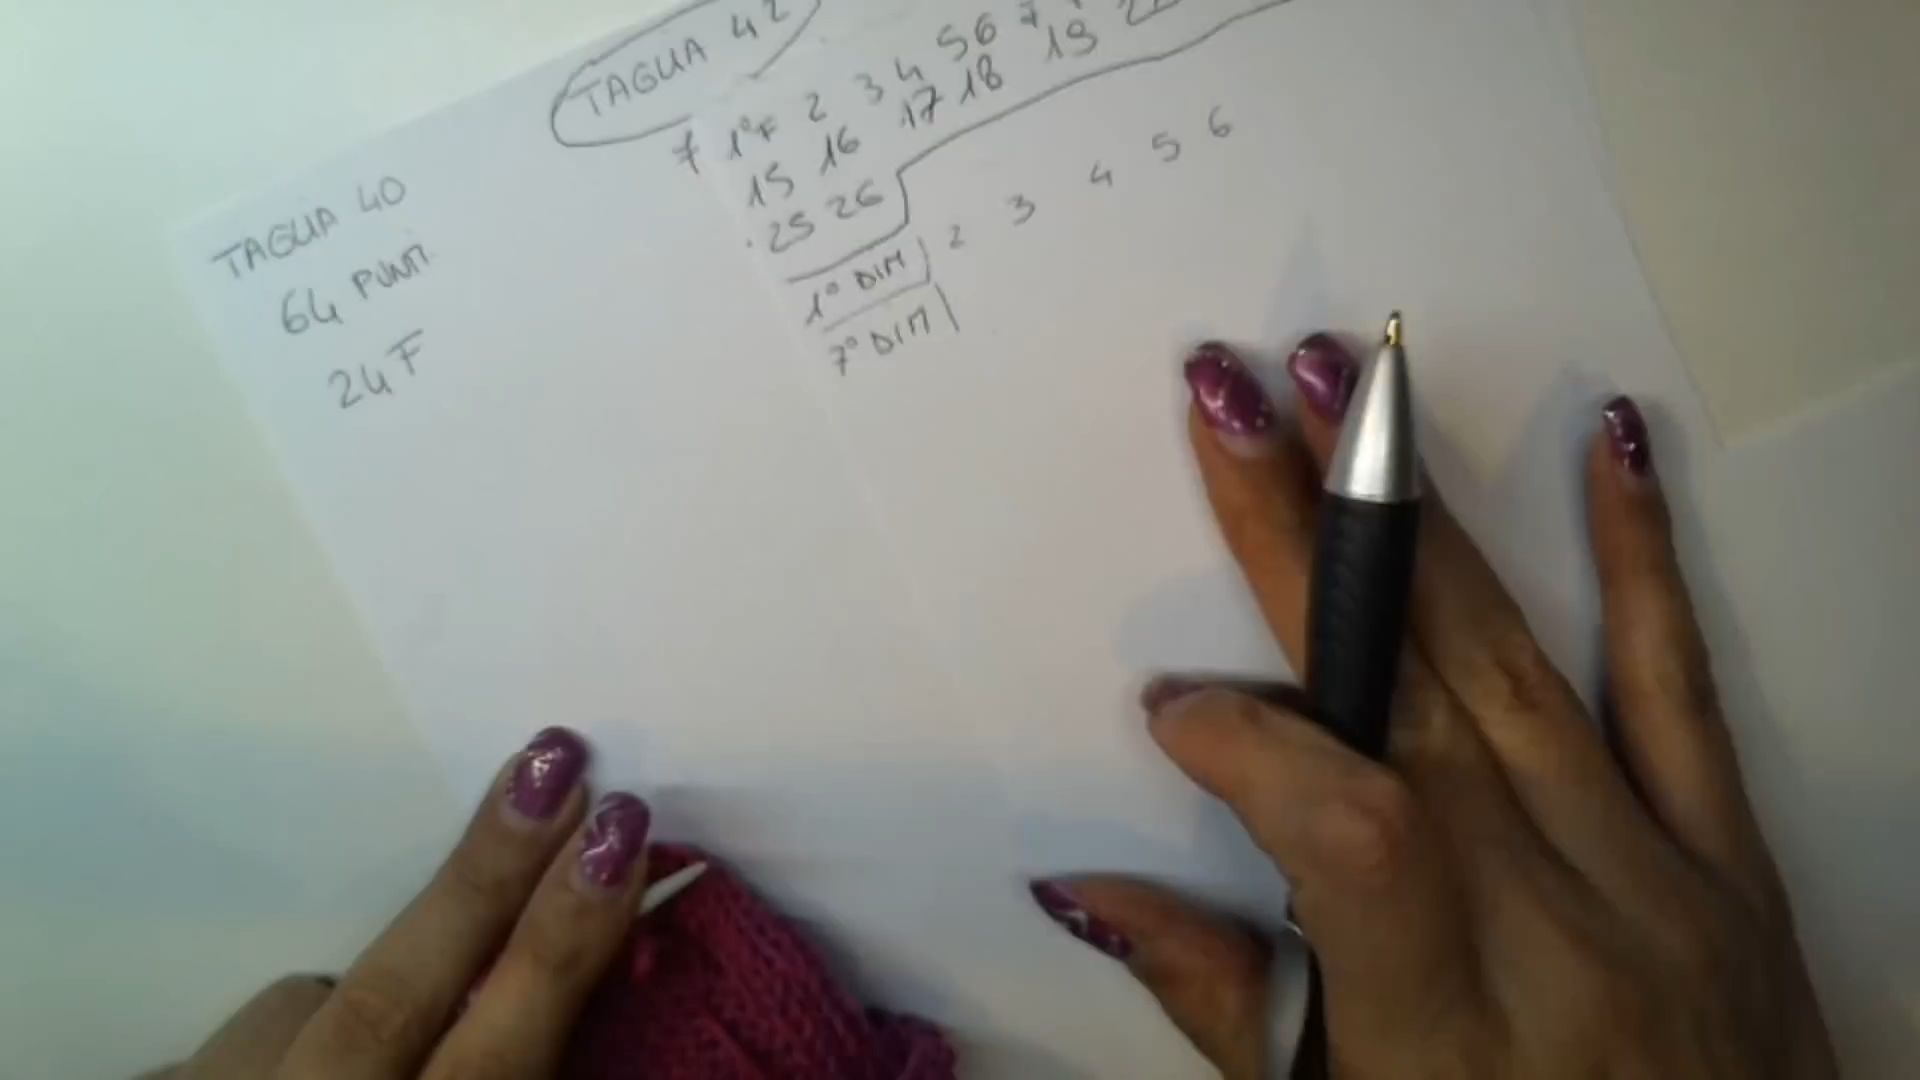 TAGLIA 42
7 1°F 2 3 4 5 6 7
15 16 17 18 19
25 26
1° DIM 2 3 4 5 6
7° DIM
TAGLIA 40
64 PUNTI
24 F